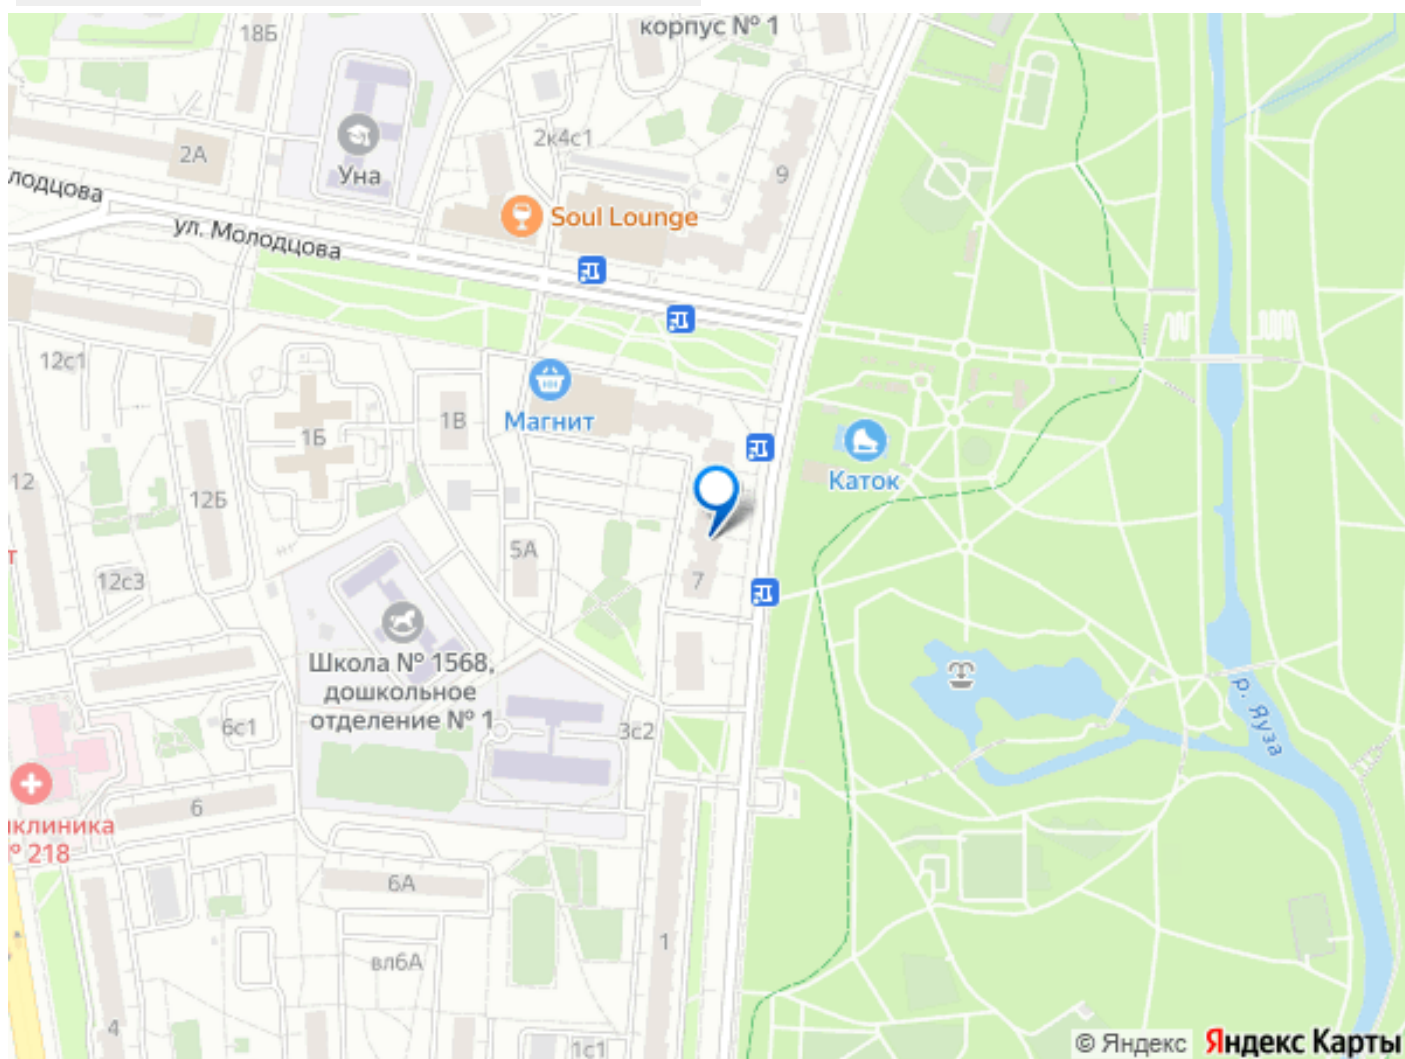 корпус № 1
18Б
2А
Уна
2к4с1
9
Soul Lounge
лодцова
ул. Молодцова
12с1
1Б
1В
Магнит
Каток
12
12Б
т
12с3
5А
7
Школа № 1568,
дошкольное
отделение № 1
6с1
3с2
р. Яуза
6
иклиника
° 218
6А
вл6А
1
4
1с1
© Яндекс Яндекс Карты